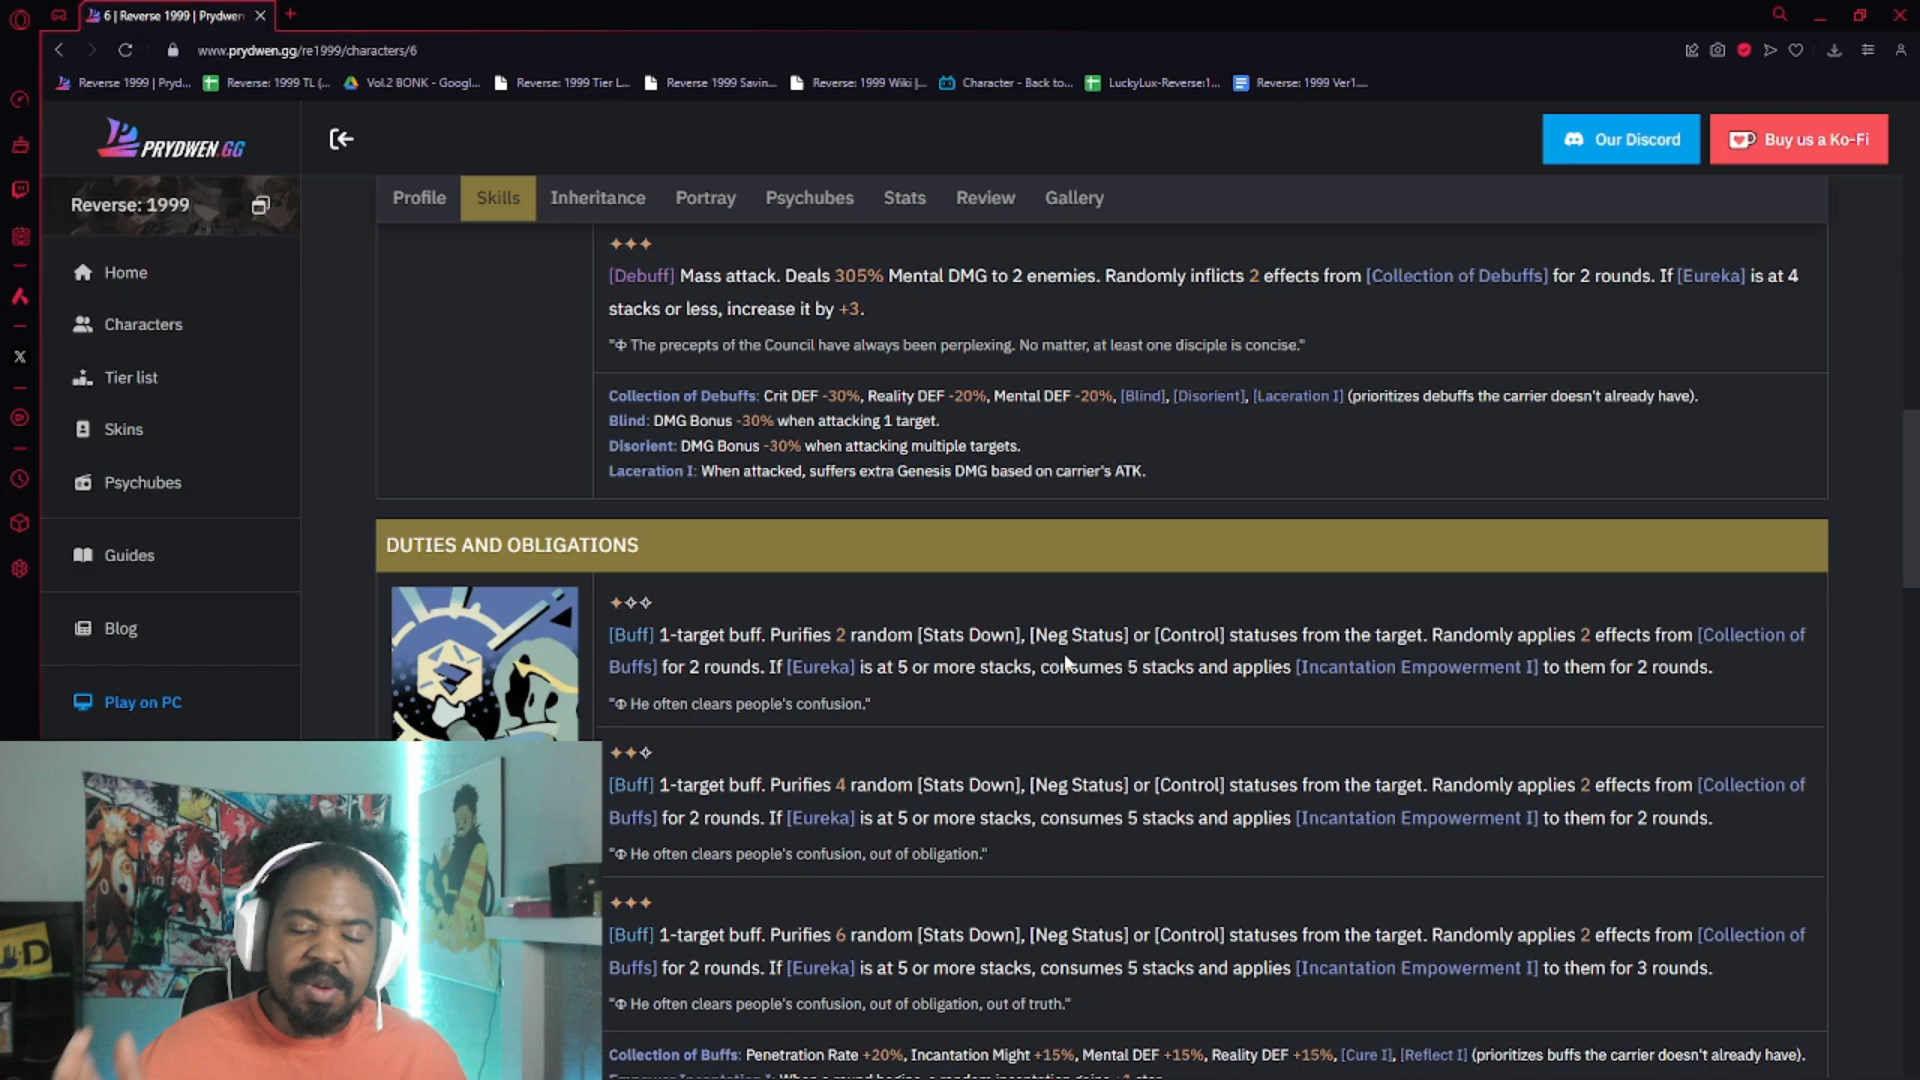 6 | Reverse 1999 | Prydwen
www.prydwen.gg/re1999/characters/6
Reverse 1999 | Pryd...
Reverse: 1999 TL (...
Vol.2 BONK - Googl...
Reverse: 1999 Tier L...
Reverse 1999 Savin...
Reverse: 1999 Wiki |...
Character - Back to...
LuckyLux-Reverse:1...
Reverse: 1999 Ver1....
PRYDWEN.GG
Our Discord
Buy us a Ko-Fi
Reverse: 1999
Profile
Skills
Inheritance
Portray
Psychubes
Stats
Review
Gallery
Home
Characters
Tier list
Skins
Psychubes
Guides
Blog
Play on PC
[Debuff] Mass attack. Deals 305% Mental DMG to 2 enemies. Randomly inflicts 2 effects from [Collection of Debuffs] for 2 rounds. If [Eureka] is at 4
stacks or less, increase it by +3.
"Φ The precepts of the Council have always been perplexing. No matter, at least one disciple is concise."
Collection of Debuffs: Crit DEF -30%, Reality DEF -20%, Mental DEF -20%, [Blind], [Disorient], [Laceration I] (prioritizes debuffs the carrier doesn't already have).
Blind: DMG Bonus -30% when attacking 1 target.
Disorient: DMG Bonus -30% when attacking multiple targets.
Laceration I: When attacked, suffers extra Genesis DMG based on carrier's ATK.
DUTIES AND OBLIGATIONS
[Buff] 1-target buff. Purifies 2 random [Stats Down], [Neg Status] or [Control] statuses from the target. Randomly applies 2 effects from [Collection of
Buffs] for 2 rounds. If [Eureka] is at 5 or more stacks, consumes 5 stacks and applies [Incantation Empowerment I] to them for 2 rounds.
"Φ He often clears people's confusion."
[Buff] 1-target buff. Purifies 4 random [Stats Down], [Neg Status] or [Control] statuses from the target. Randomly applies 2 effects from [Collection of
Buffs] for 2 rounds. If [Eureka] is at 5 or more stacks, consumes 5 stacks and applies [Incantation Empowerment I] to them for 2 rounds.
"Φ He often clears people's confusion, out of obligation."
[Buff] 1-target buff. Purifies 6 random [Stats Down], [Neg Status] or [Control] statuses from the target. Randomly applies 2 effects from [Collection of
Buffs] for 2 rounds. If [Eureka] is at 5 or more stacks, consumes 5 stacks and applies [Incantation Empowerment I] to them for 3 rounds.
"Φ He often clears people's confusion, out of obligation, out of truth."
Collection of Buffs: Penetration Rate +20%, Incantation Might +15%, Mental DEF +15%, Reality DEF +15%, [Cure I], [Reflect I] (prioritizes buffs the carrier doesn't already have).